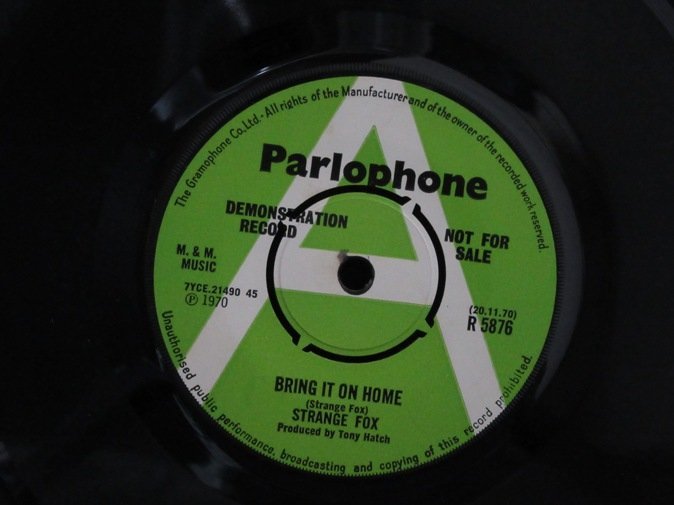 The Gramophone Co. Ltd. - All rights of the Manufacturer and of the owner of the recorded work reserved.
A
Parlophone
DEMONSTRATION
RECORD
NOT FOR
SALE
M. & M.
MUSIC
7YCE.21490 45
℗ 1970
(20.11.70)
R 5876
BRING IT ON HOME
(Strange Fox)
STRANGE FOX
Produced by Tony Hatch
Unauthorised public performance, broadcasting and copying of this record prohibited.